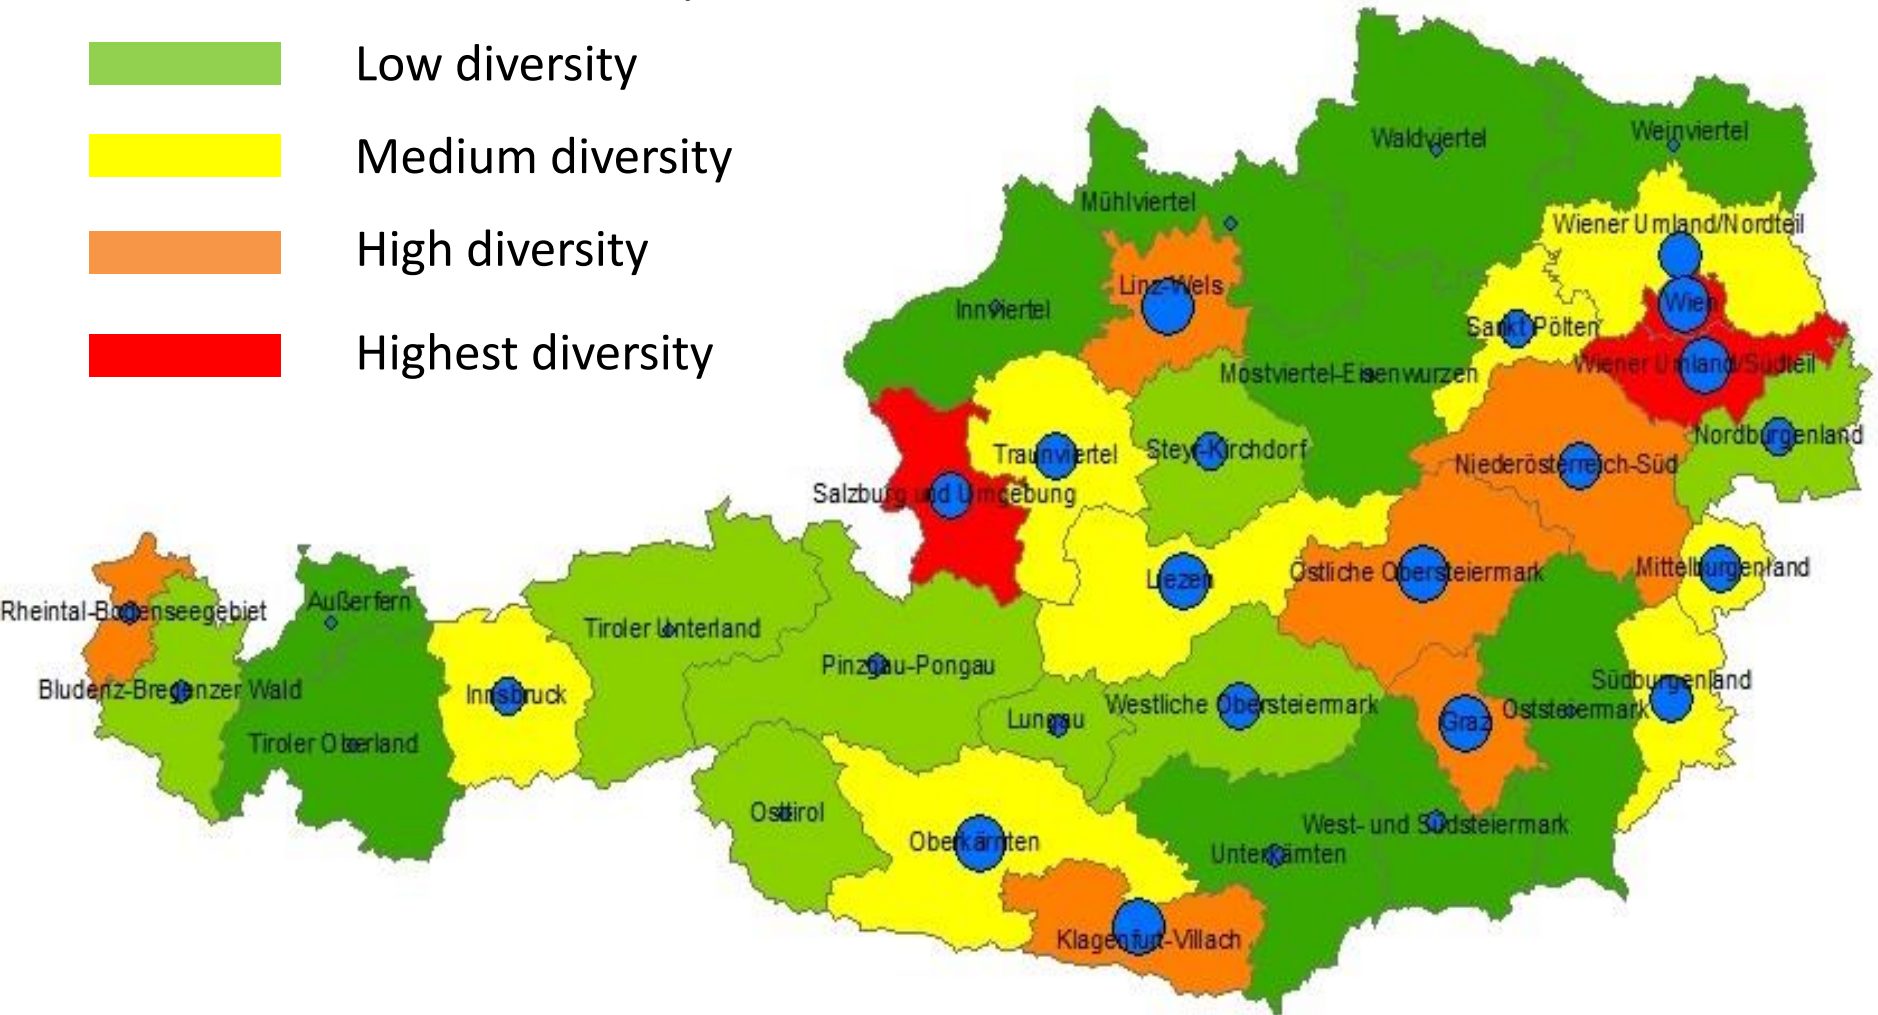 Low diversity
Medium diversity
High diversity
Highest diversity
Waldviertel
Weinviertel
Mühlviertel
Wiener Umland/Nordteil
Linz-Wels
Innviertel
Wien
Sankt Pölten
Wiener Umland/Südteil
Mostviertel-Eisenwurzen
Nordburgenland
Traunviertel
Steyr-Kirchdorf
Niederösterreich-Süd
Salzburg und Umgebung
Liezen
Östliche Obersteiermark
Mittelburgenland
Außerfern
Rheintal-Bodenseegebiet
Tiroler Unterland
Pinzgau-Pongau
Südburgenland
Bludenz-Bregenzer Wald
Innsbruck
Westliche Obersteiermark
Lungau
Graz
Oststeiermark
Tiroler Oberland
Osttirol
West- und Südsteiermark
Oberkärnten
Unterkärnten
Klagenfurt-Villach